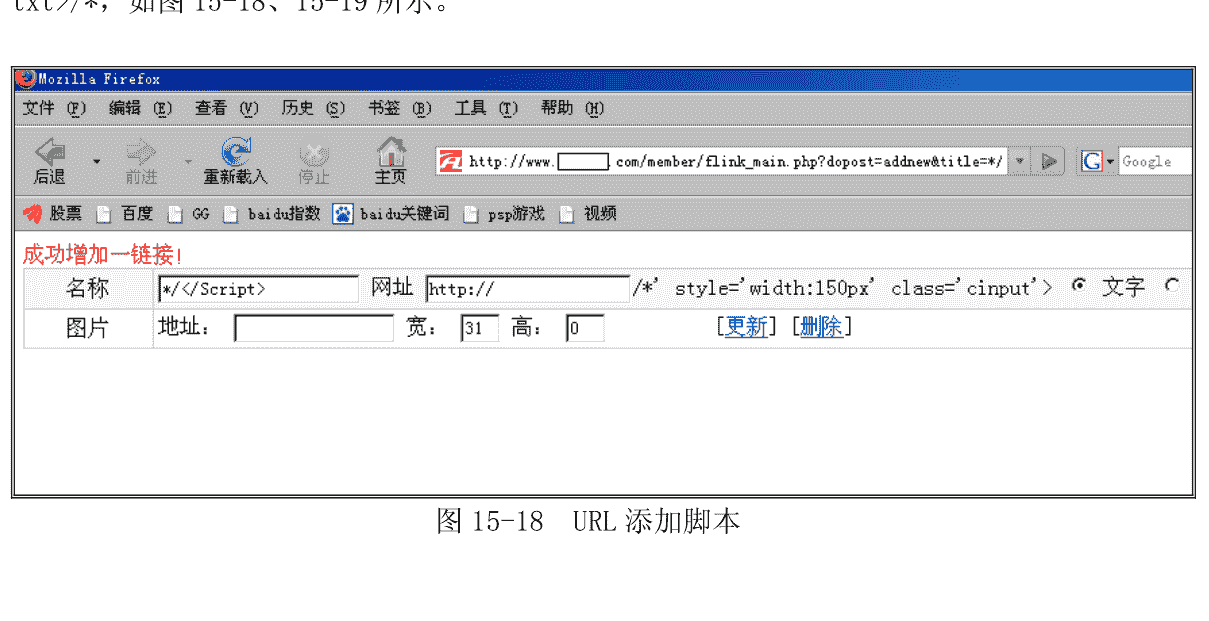 txt>/*, 如图 15-18、15-19 所示。
Mozilla Firefox
文件 (F) 编辑 (E) 查看 (V) 历史 (S) 书签 (B) 工具 (T) 帮助 (H)
后退 前进 重新载入 停止 主页 http://www. .com/member/flink_main.php?dopost=addnew&title=*/ G Google
股票 百度 GG baidu指数 baidu关键词 psp游戏 视频
成功增加一链接!
名称 */</Script> 网址 http:// /*' style='width:150px' class='cinput'> 文字
图片 地址: 宽: 31 高: 0 [更新] [删除]
图 15-18 URL 添加脚本